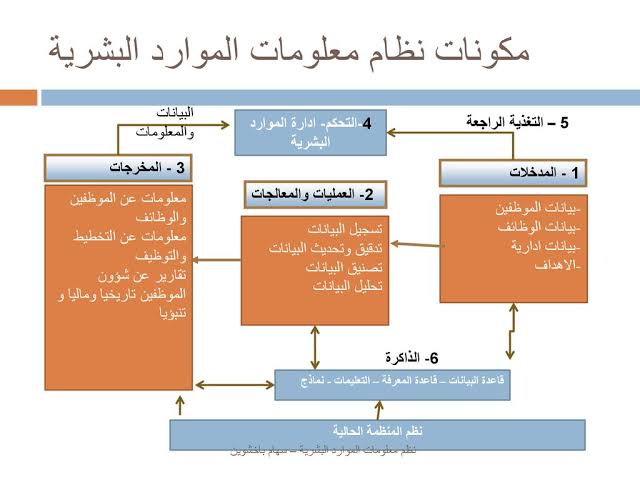 مكونات نظام معلومات الموارد البشرية
5 – التغذية الراجعة
4-التحكم- ادارة الموارد
البشرية
البيانات
والمعلومات
1 - المدخلات
-بيانات الموظفين
-بيانات الوظائف
-بيانات ادارية
-الاهداف
2- العمليات والمعالجات
تسجيل البيانات
تدقيق وتحديث البيانات
تصنيق البيانات
تحليل البيانات
3 - المخرجات
معلومات عن الموظفين
والوظائف
معلومات عن التخطيط
والتوظيف
تقارير عن شؤون
الموظفين تاريخيا وماليا و
تنبؤيا
6- الذاكرة
قاعدة البيانات – قاعدة المعرفة – التعليمات - نماذج
نظم المنظمة الحالية
نظم معلومات الموارد البشرية – سهام باخشوين